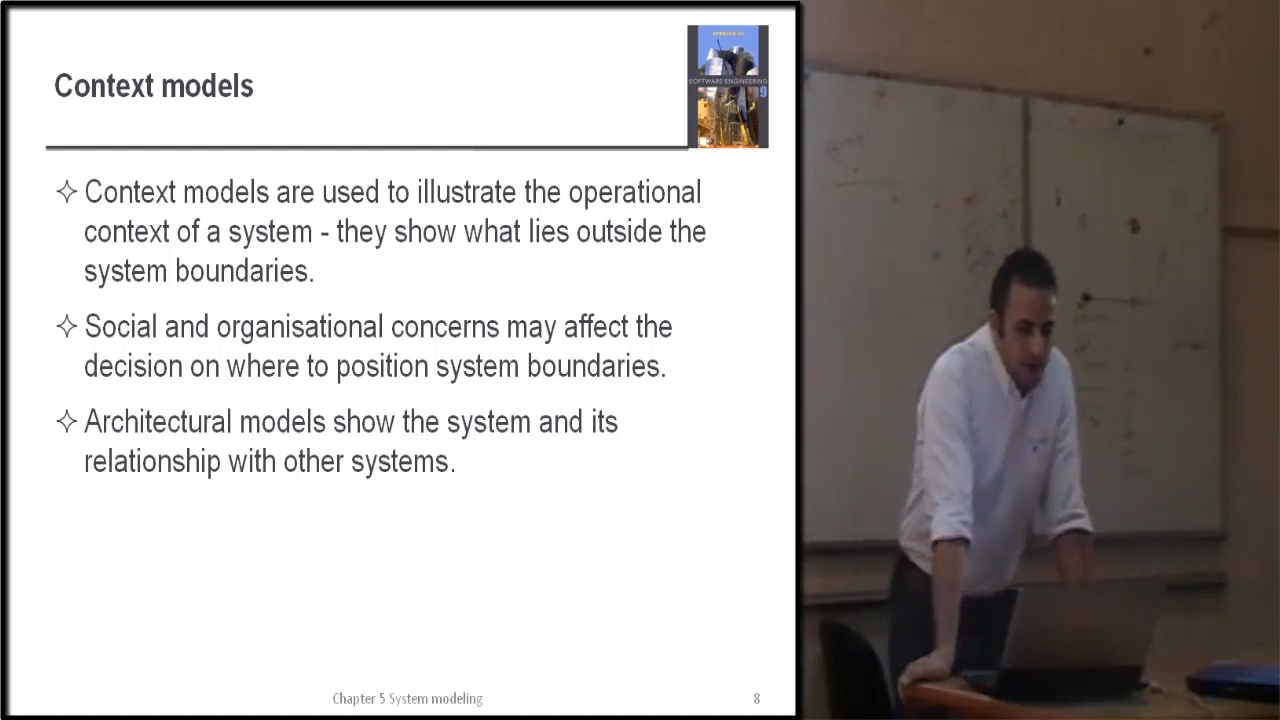 Context models
SOMMERVILLE
SOFTWARE ENGINEERING
9
✧ Context models are used to illustrate the operational
context of a system - they show what lies outside the
system boundaries.
✧ Social and organisational concerns may affect the
decision on where to position system boundaries.
✧ Architectural models show the system and its
relationship with other systems.
Chapter 5 System modeling
8